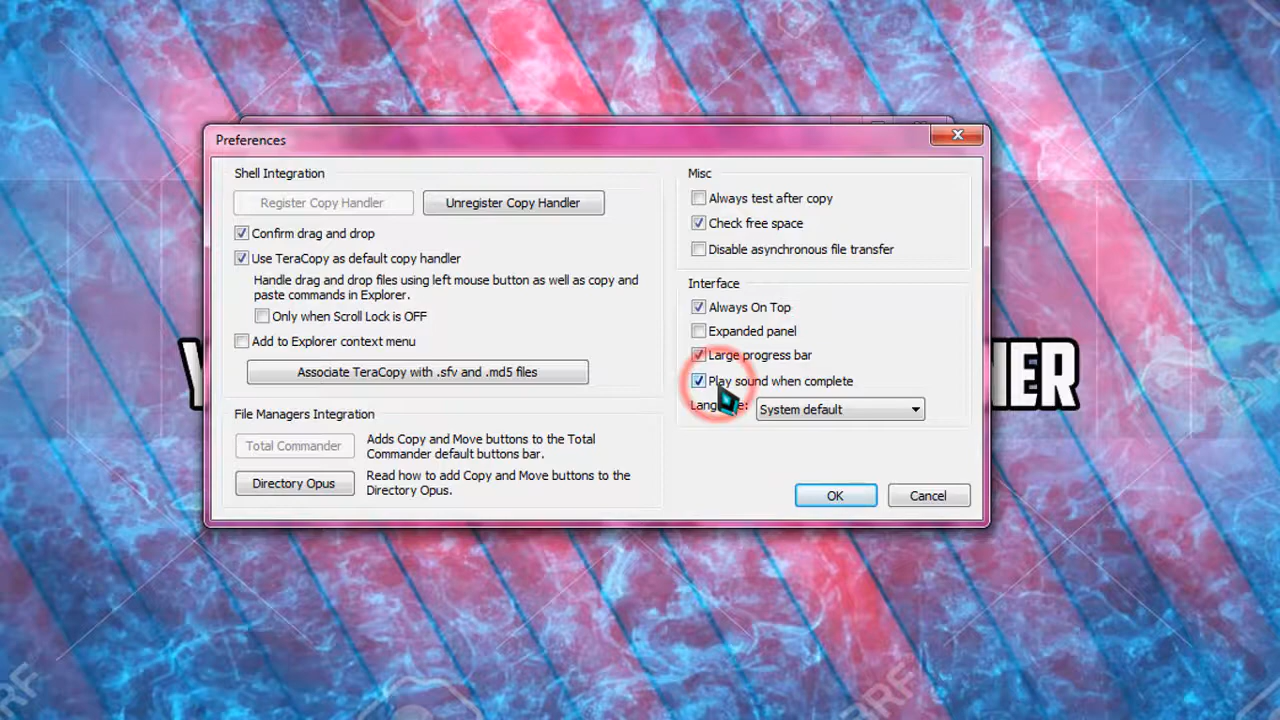 Preferences
Shell Integration
Register Copy Handler
Unregister Copy Handler
Confirm drag and drop
Use TeraCopy as default copy handler
Handle drag and drop files using left mouse button as well as copy and
paste commands in Explorer.
Only when Scroll Lock is OFF
Add to Explorer context menu
Associate TeraCopy with .sfv and .md5 files
File Managers Integration
Total Commander
Adds Copy and Move buttons to the Total
Commander default buttons bar.
Directory Opus
Read how to add Copy and Move buttons to the
Directory Opus.
Misc
Always test after copy
Check free space
Disable asynchronous file transfer
Interface
Always On Top
Expanded panel
Large progress bar
Play sound when complete
System default
OK
Cancel